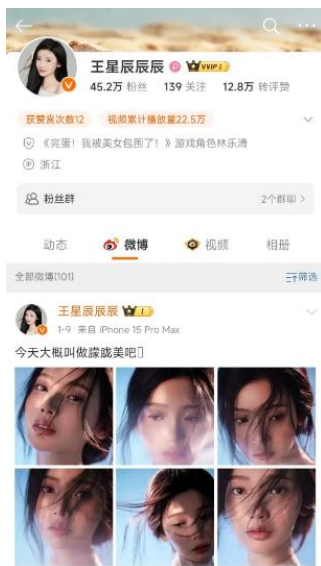 王星辰辰辰 VVIP1
45.2万 粉丝 139 关注 12.8万 转评赞
获赞总次数12 视频累计播放量22.5万
《完蛋！我被美女包围了！》游戏角色林乐清
浙江
粉丝群 2个群聊
动态 微博 视频 相册
全部微博(101) 筛选
王星辰辰辰 1
1-9 来自 iPhone 15 Pro Max
今天大概叫做朦胧美吧